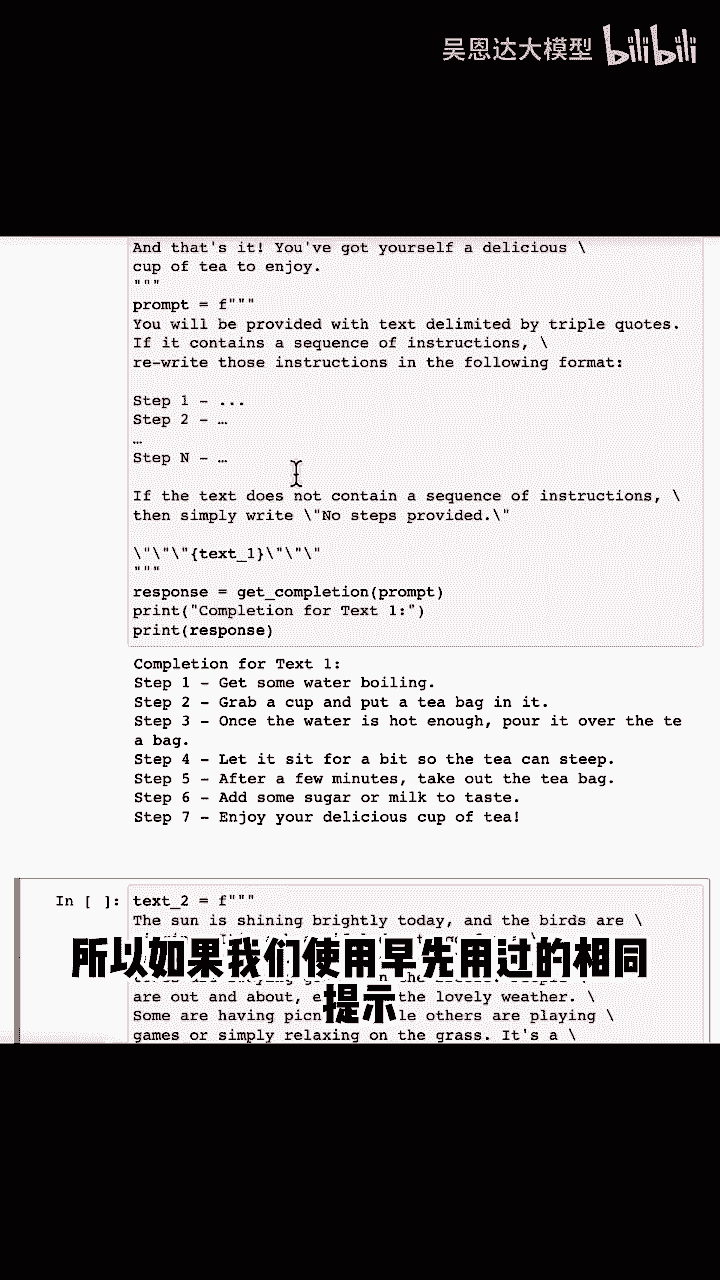 吴恩达大模型 bilibili
And that's it! You've got yourself a delicious \
cup of tea to enjoy.
"""
prompt = f"""
You will be provided with text delimited by triple quotes.
If it contains a sequence of instructions, \
re-write those instructions in the following format:
Step 1 - ...
Step 2 - …
…
Step N - …
If the text does not contain a sequence of instructions, \
then simply write \"No steps provided.\"
\"\"\"{text_1}\"\"\"
"""
response = get_completion(prompt)
print("Completion for Text 1:")
print(response)
Completion for Text 1:
Step 1 - Get some water boiling.
Step 2 - Grab a cup and put a tea bag in it.
Step 3 - Once the water is hot enough, pour it over the te
a bag.
Step 4 - Let it sit for a bit so the tea can steep.
Step 5 - After a few minutes, take out the tea bag.
Step 6 - Add some sugar or milk to taste.
Step 7 - Enjoy your delicious cup of tea!
In [ ]: text_2 = f"""
The sun is shining brightly today, and the birds are \
所以如果我们使用早先用过的相同
提示
are out and about, the lovely weather. \
Some are having others are playing \
games or simply relaxing on the grass. It's a \